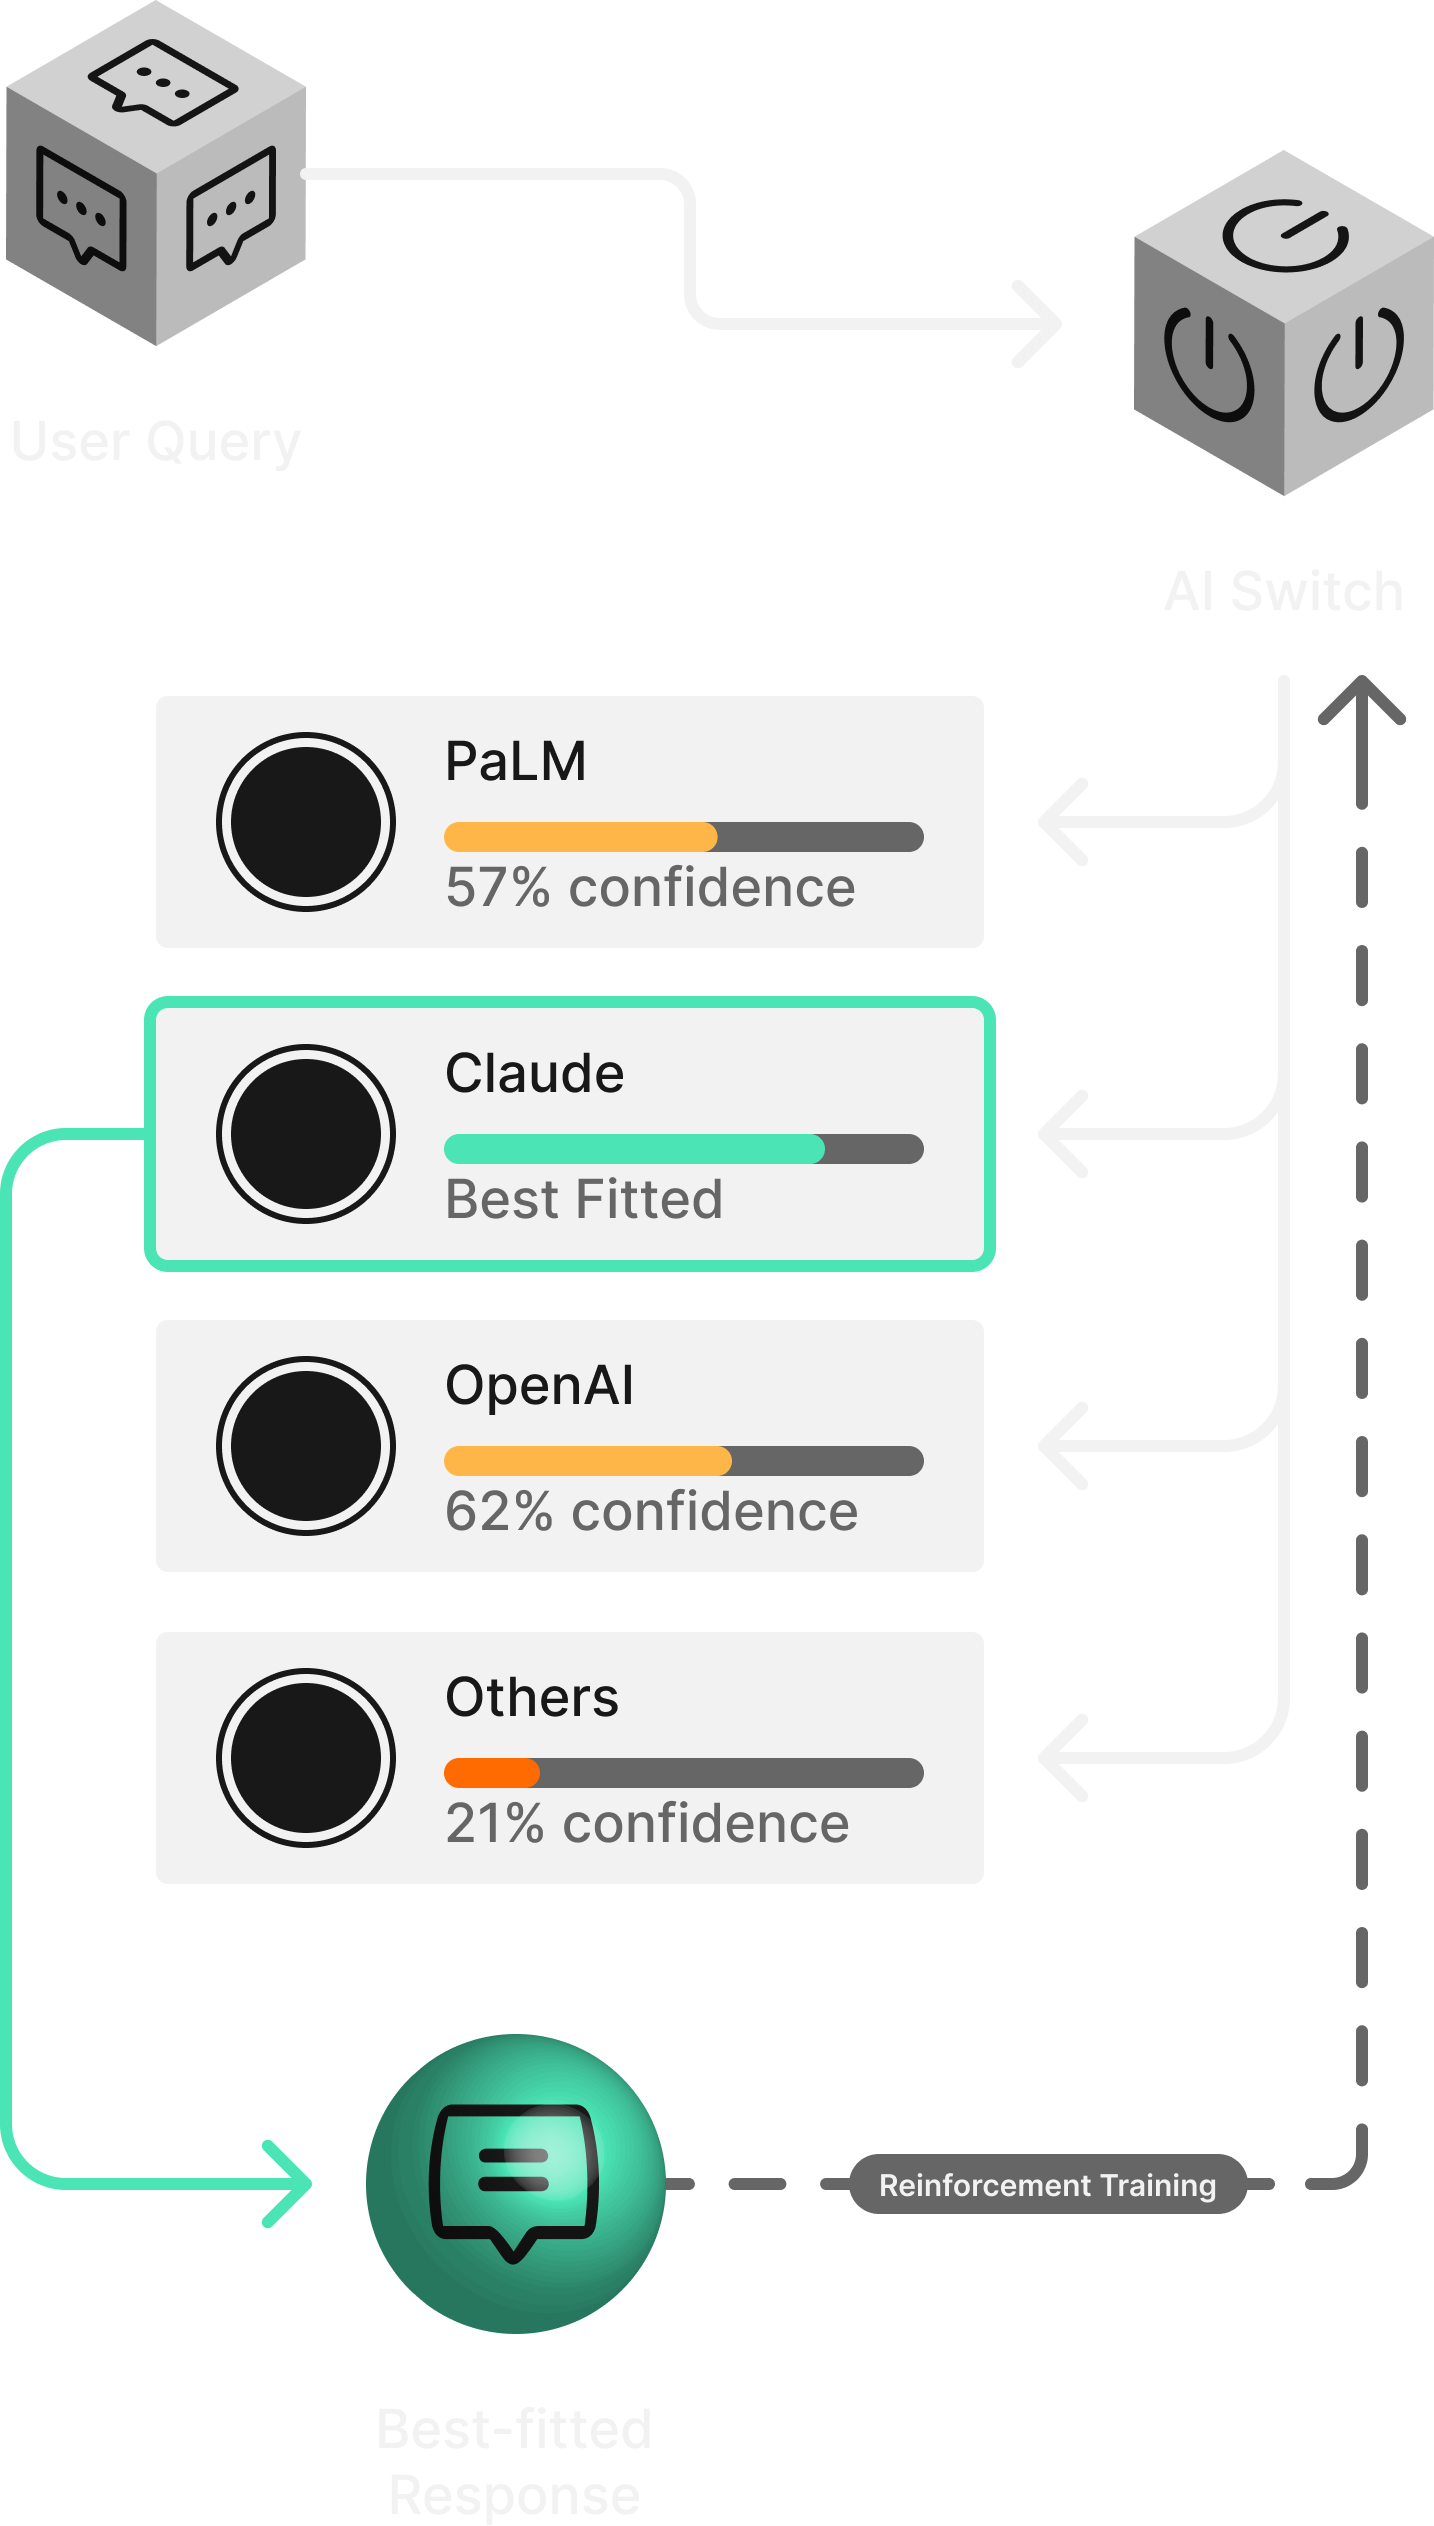 User Query
AI Switch
PaLM
57% confidence
Claude
Best Fitted
OpenAI
62% confidence
Others
21% confidence
Reinforcement Training
Best-fitted
Response